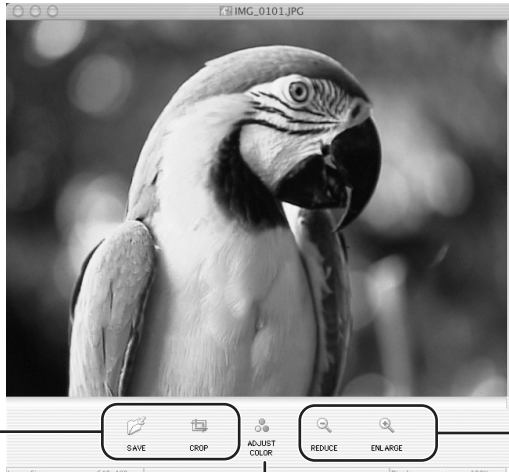 IMG_0101.JPG
SAVE
CROP
ADJUST
COLOR
REDUCE
ENLARGE